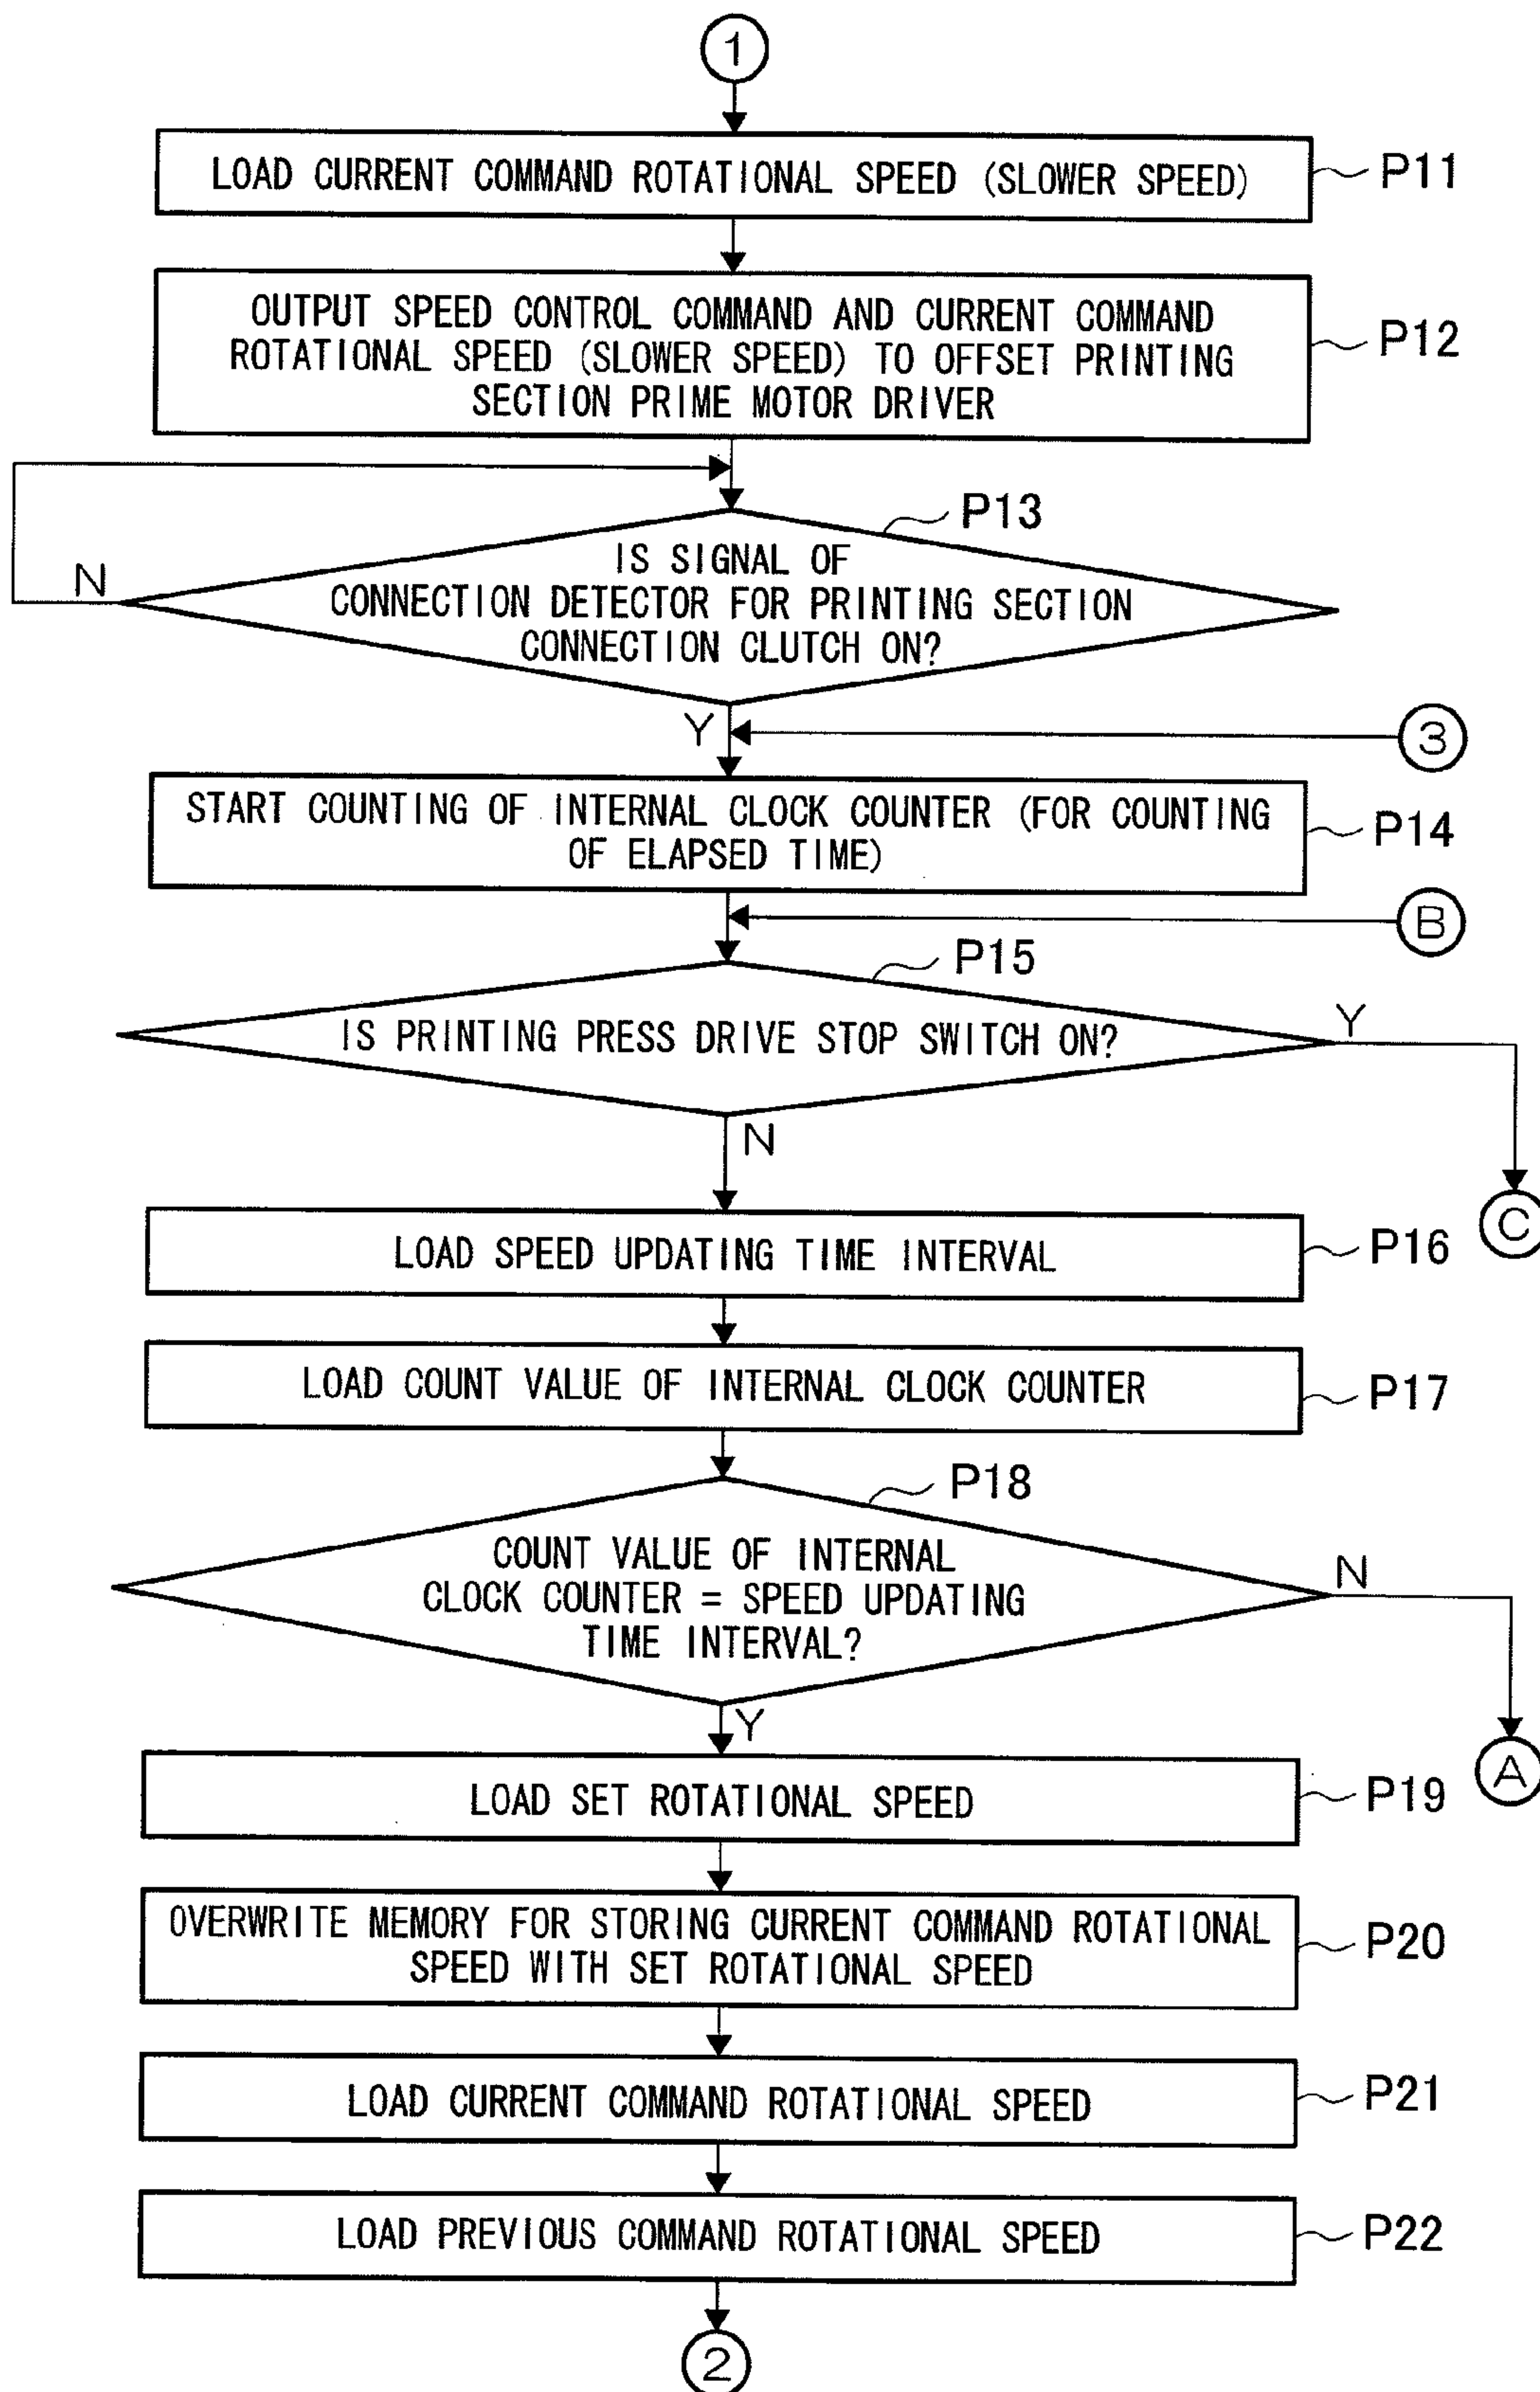 1
LOAD CURRENT COMMAND ROTATIONAL SPEED (SLOWER SPEED)
P11
OUTPUT SPEED CONTROL COMMAND AND CURRENT COMMAND
ROTATIONAL SPEED (SLOWER SPEED) TO OFFSET PRINTING
SECTION PRIME MOTOR DRIVER
P12
P13
IS SIGNAL OF
CONNECTION DETECTOR FOR PRINTING SECTION
CONNECTION CLUTCH ON?
N
Y
3
START COUNTING OF INTERNAL CLOCK COUNTER (FOR COUNTING
OF ELAPSED TIME)
P14
B
P15
IS PRINTING PRESS DRIVE STOP SWITCH ON?
Y
N
C
LOAD SPEED UPDATING TIME INTERVAL
P16
LOAD COUNT VALUE OF INTERNAL CLOCK COUNTER
P17
P18
COUNT VALUE OF INTERNAL
CLOCK COUNTER = SPEED UPDATING
TIME INTERVAL?
N
Y
A
LOAD SET ROTATIONAL SPEED
P19
OVERWRITE MEMORY FOR STORING CURRENT COMMAND ROTATIONAL
SPEED WITH SET ROTATIONAL SPEED
P20
LOAD CURRENT COMMAND ROTATIONAL SPEED
P21
LOAD PREVIOUS COMMAND ROTATIONAL SPEED
P22
2